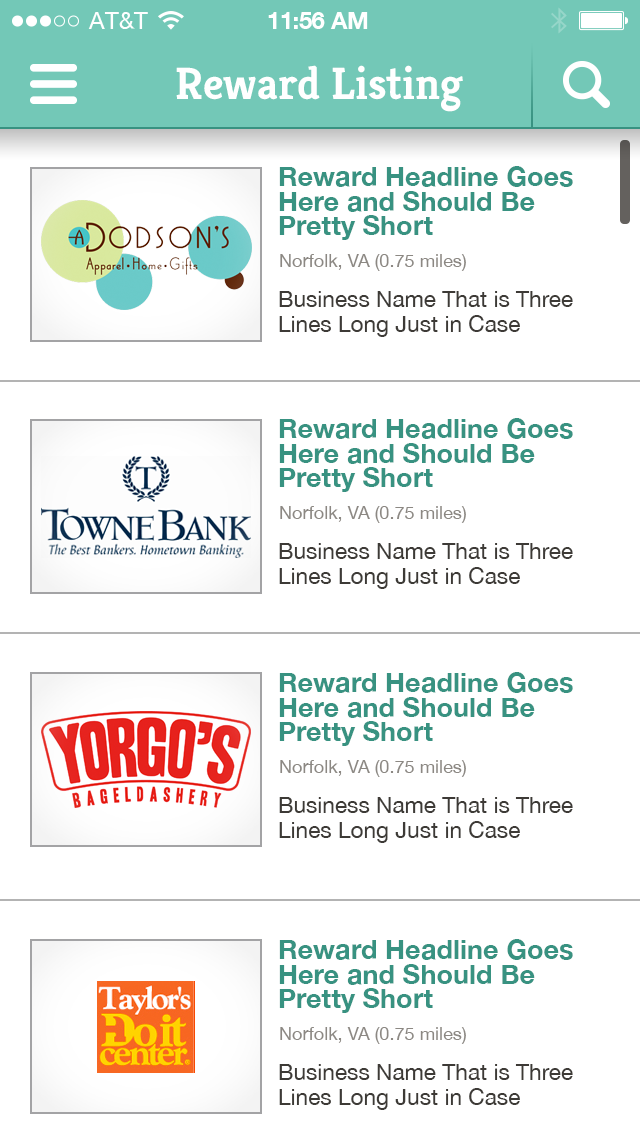 AT&T 11:56 AM
Reward Listing
A DODSON'S
Apparel • Home • Gifts
Reward Headline Goes
Here and Should Be
Pretty Short
Norfolk, VA (0.75 miles)
Business Name That is Three
Lines Long Just in Case
T
TOWNEBANK
The Best Bankers. Hometown Banking.
Reward Headline Goes
Here and Should Be
Pretty Short
Norfolk, VA (0.75 miles)
Business Name That is Three
Lines Long Just in Case
YORGO'S
BAGELDASHERY
Reward Headline Goes
Here and Should Be
Pretty Short
Norfolk, VA (0.75 miles)
Business Name That is Three
Lines Long Just in Case
Taylor's
Do it
center®
Reward Headline Goes
Here and Should Be
Pretty Short
Norfolk, VA (0.75 miles)
Business Name That is Three
Lines Long Just in Case